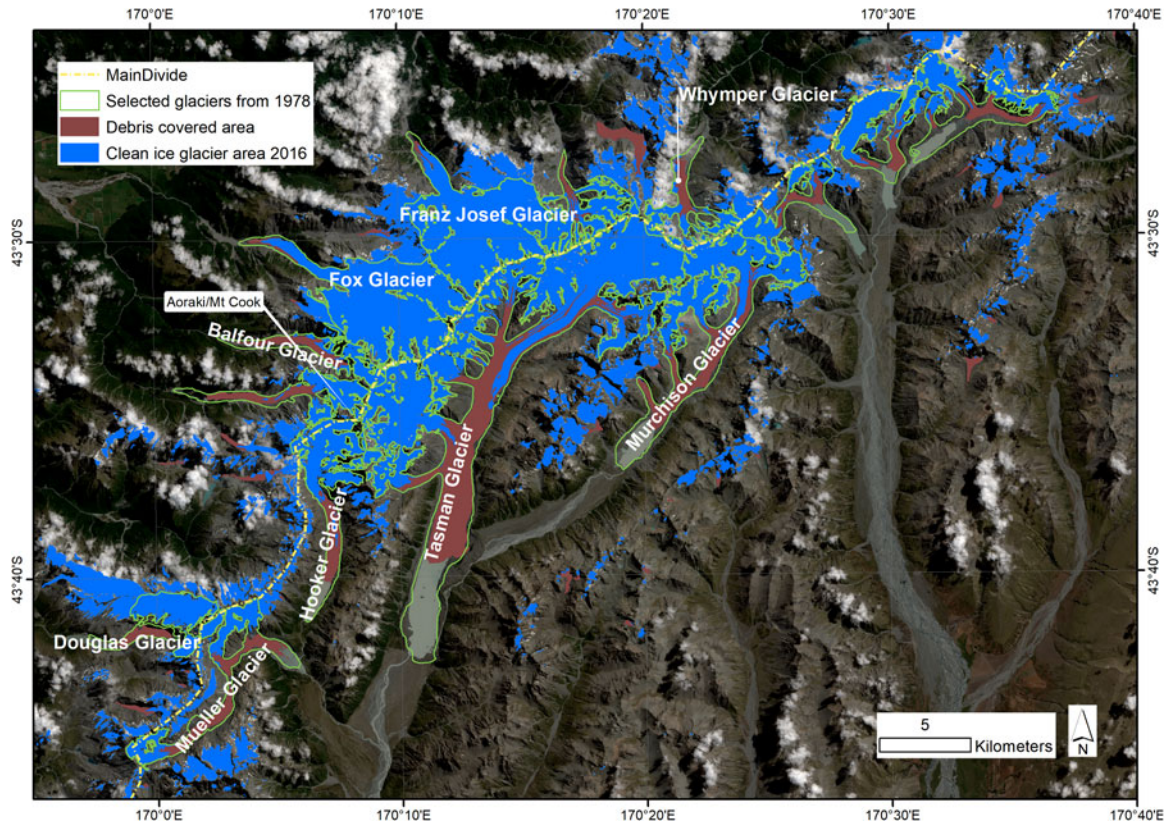 170°0'E
170°10'E
170°20'E
170°30'E
170°40'E
MainDivide
Selected glaciers from 1978
Debris covered area
Clean ice glacier area 2016
Whymper Glacier
Franz Josef Glacier
43°30'S
43°30'S
Fox Glacier
Aoraki/Mt Cook
Balfour Glacier
Murchison Glacier
Tasman Glacier
Hooker Glacier
43°40'S
43°40'S
Douglas Glacier
Mueller Glacier
5
Kilometers
N
170°0'E
170°10'E
170°20'E
170°30'E
170°40'E